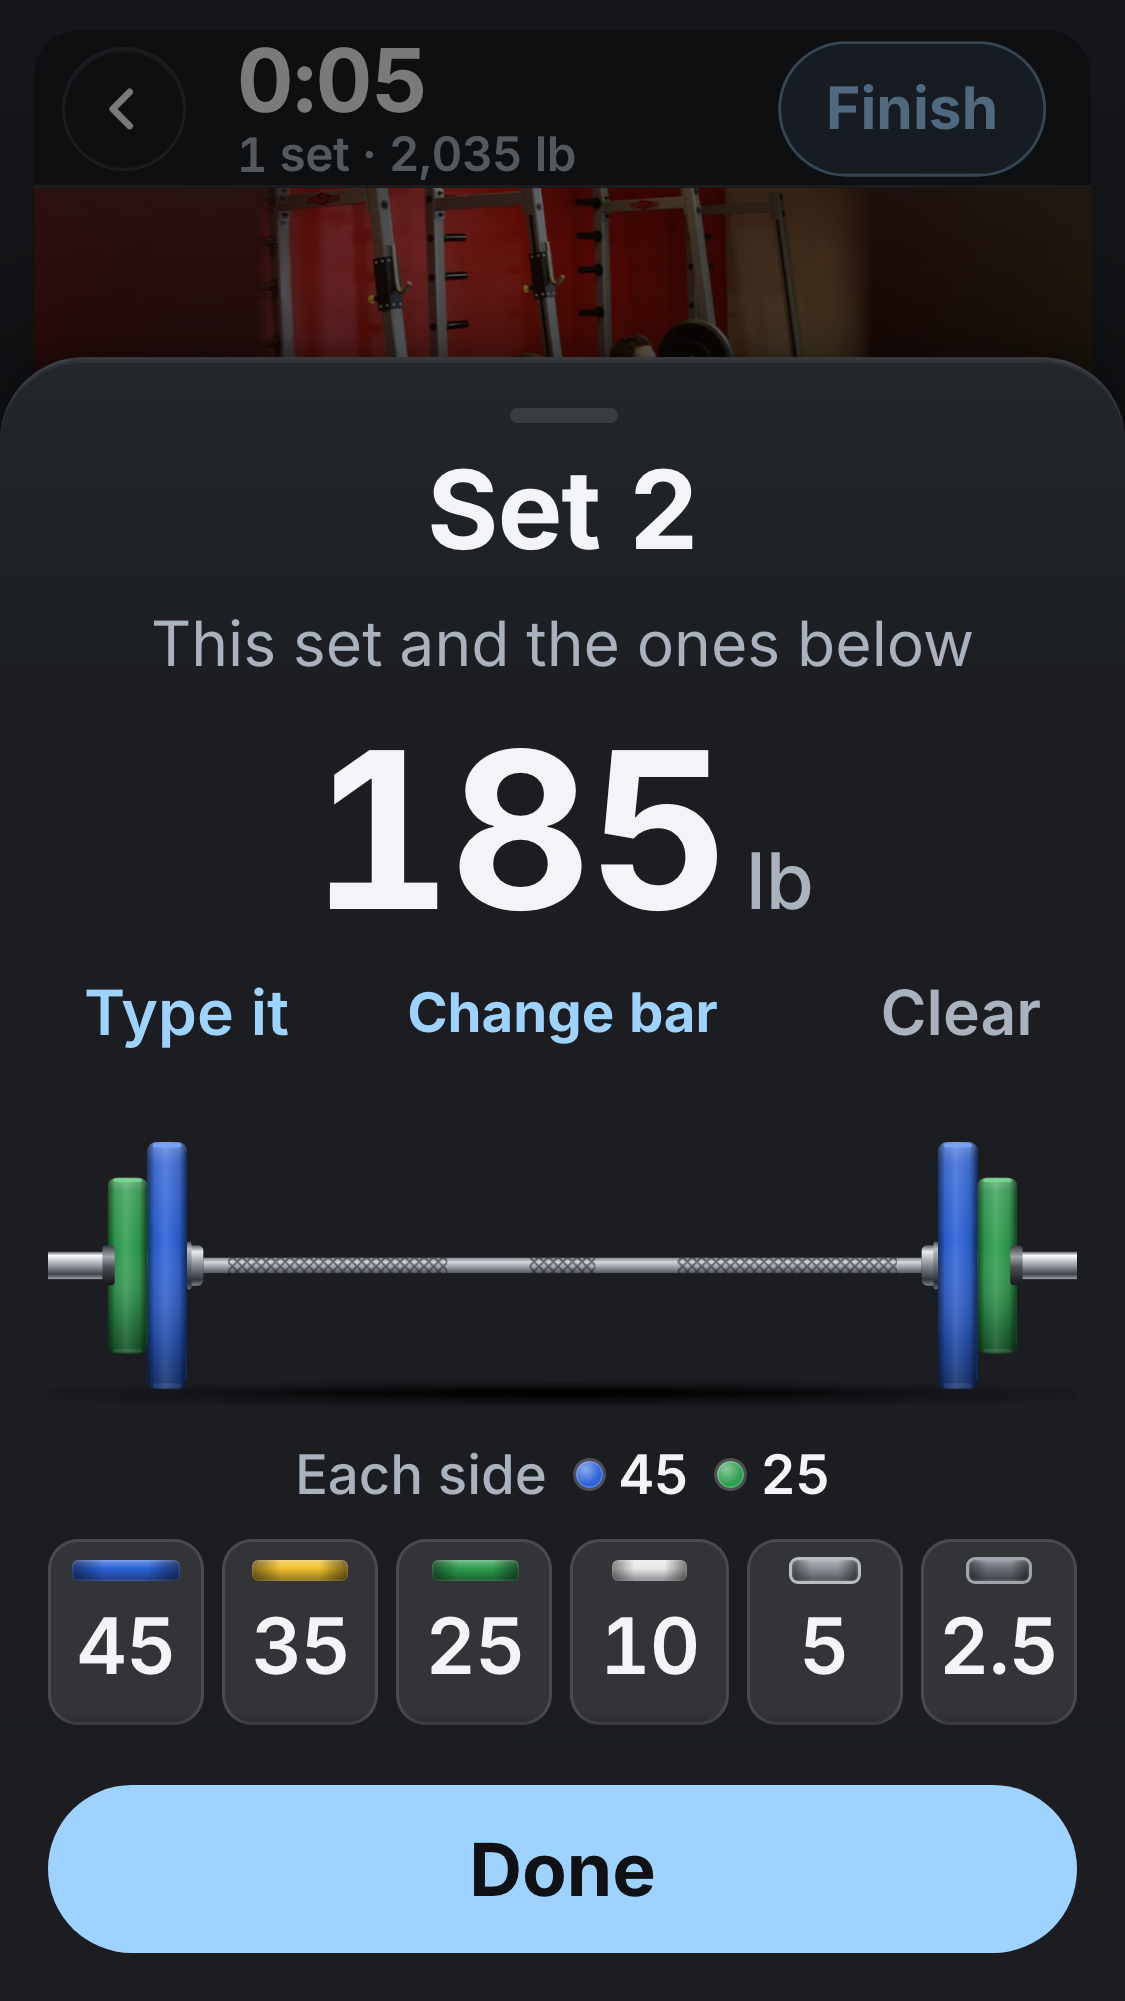 0:05
1 set · 2,035 lb
Finish
Set 2
This set and the ones below
185 lb
Type it
Change bar
Clear
Each side 45 25
45
35
25
10
5
2.5
Done